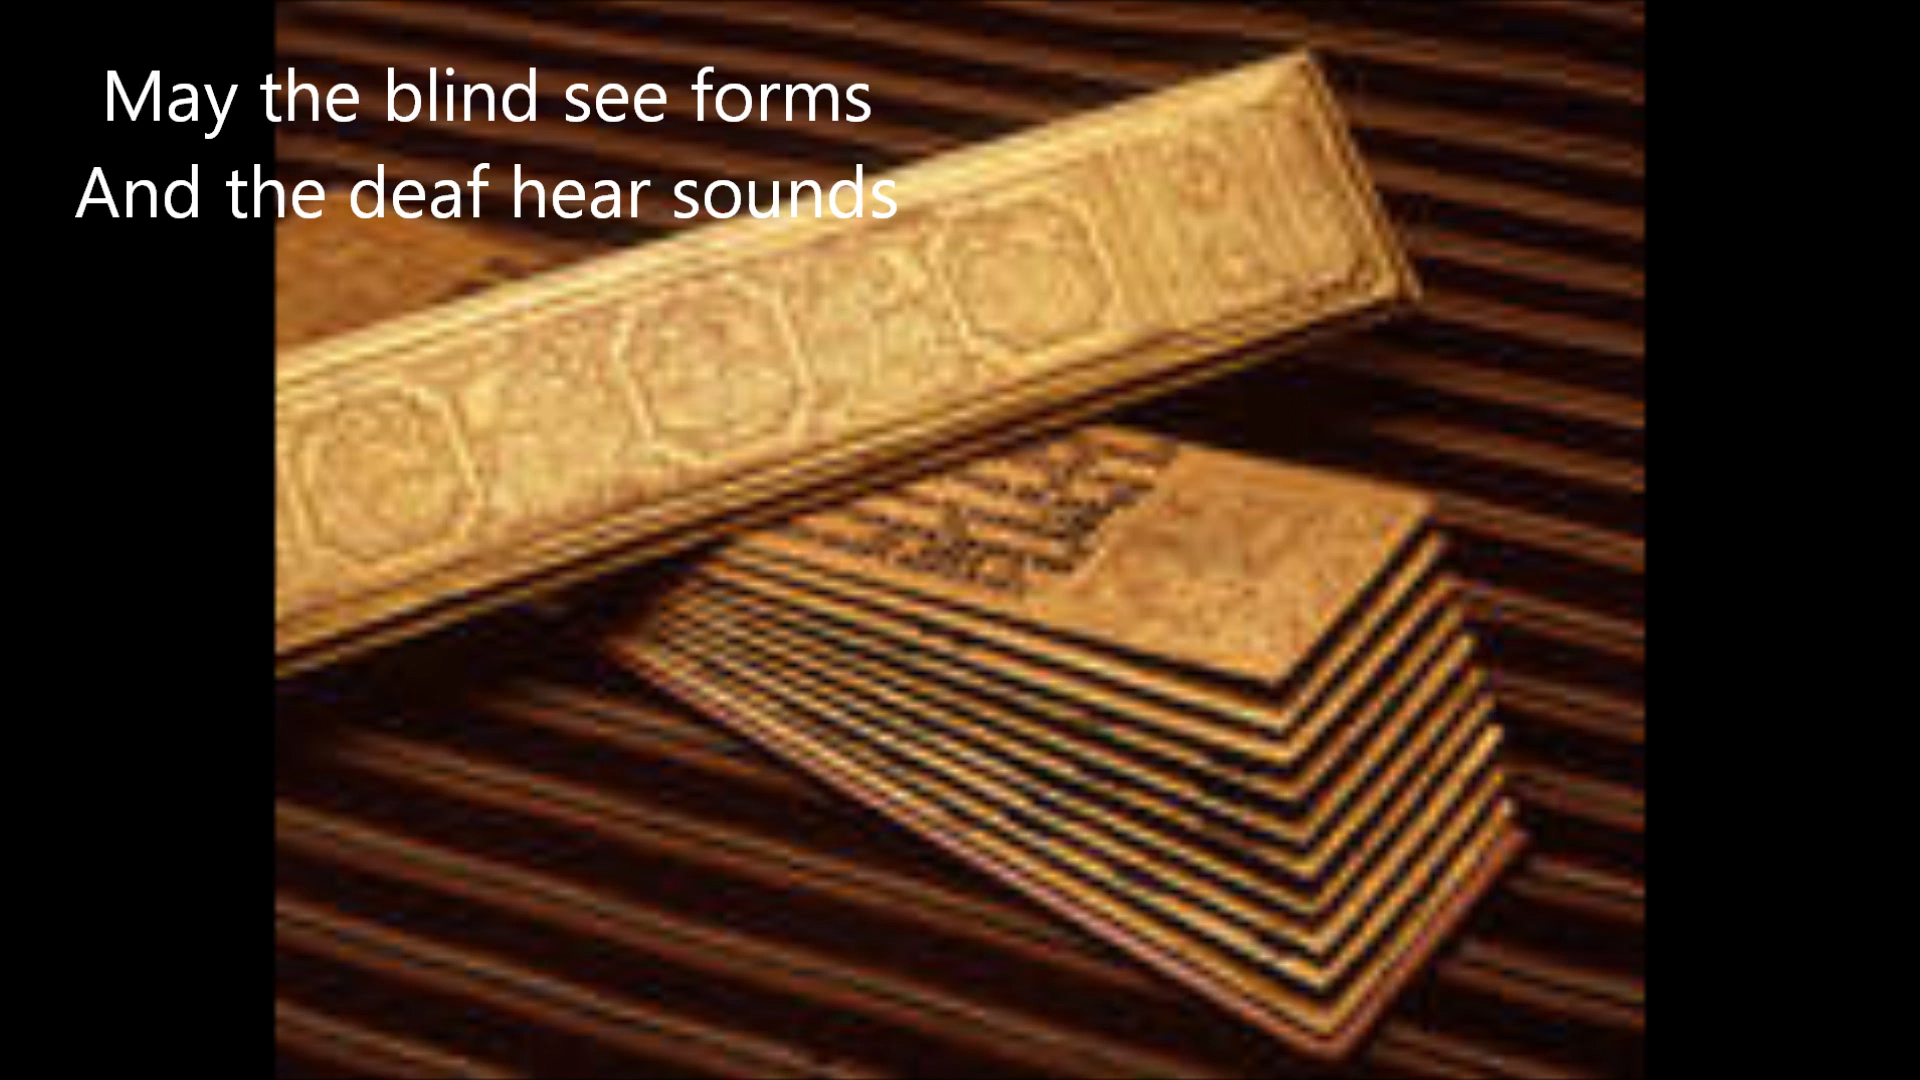 May the blind see forms
And the deaf hear sounds